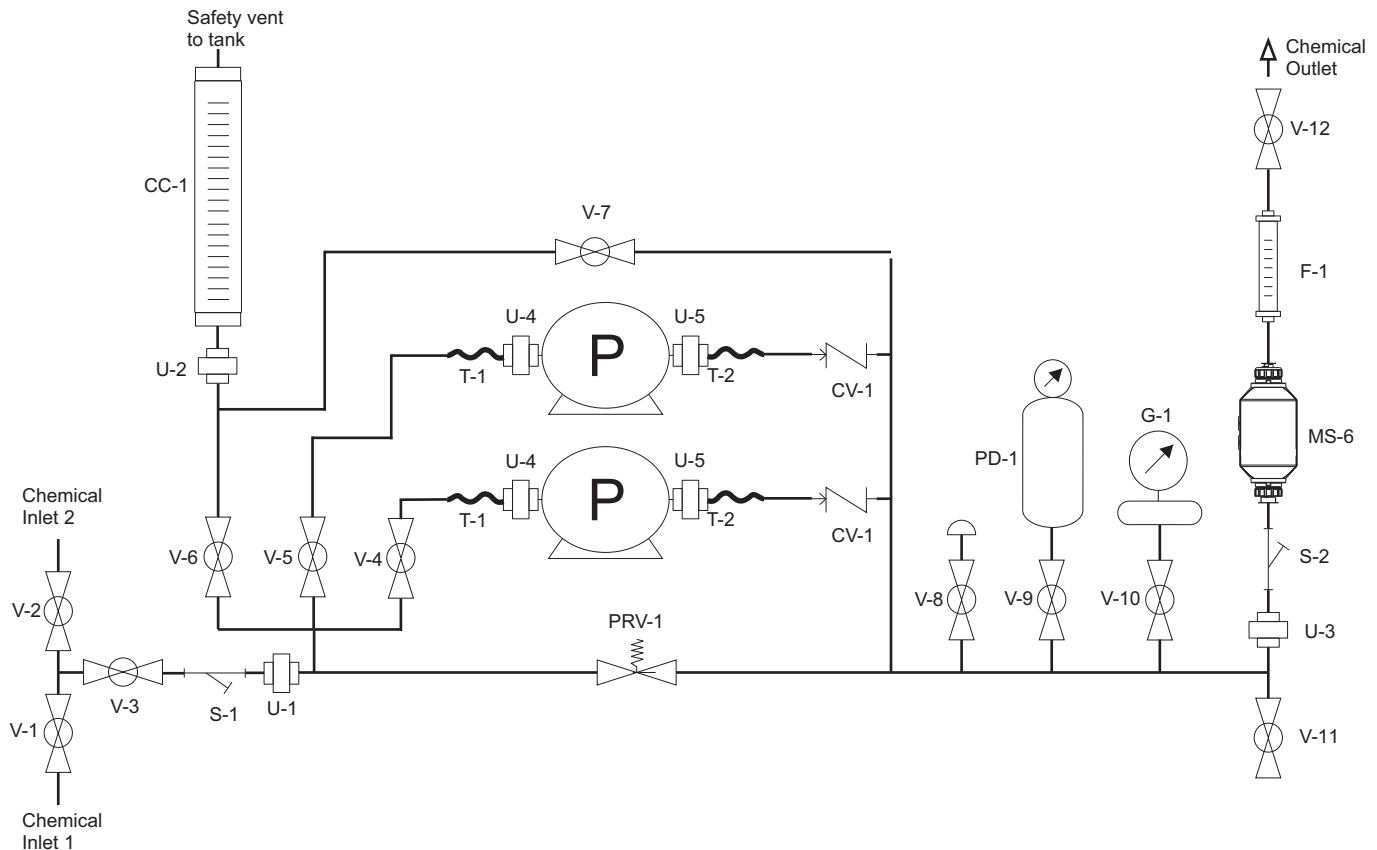 Safety vent
to tank
Chemical
Outlet
V-12
CC-1
V-7
F-1
U-4
U-5
P
U-2
T-1
T-2
CV-1
G-1
MS-6
PD-1
U-4
U-5
P
Chemical
Inlet 2
T-1
T-2
CV-1
V-6
V-5
V-4
S-2
V-2
V-8
V-9
V-10
PRV-1
U-3
V-3
S-1
U-1
V-1
V-11
Chemical
Inlet 1